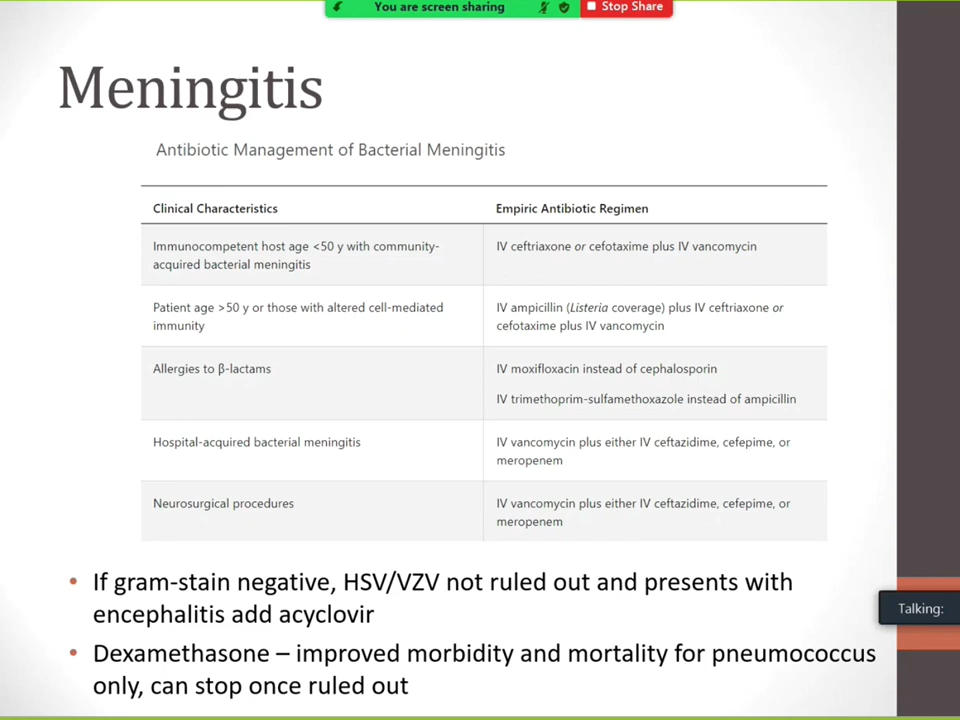 You are screen sharing
Stop Share
Meningitis
Antibiotic Management of Bacterial Meningitis
Clinical Characteristics
Empiric Antibiotic Regimen
Immunocompetent host age <50 y with community-
acquired bacterial meningitis
IV ceftriaxone or cefotaxime plus IV vancomycin
Patient age >50 y or those with altered cell-mediated
immunity
IV ampicillin (Listeria coverage) plus IV ceftriaxone or
cefotaxime plus IV vancomycin
Allergies to β-lactams
IV moxifloxacin instead of cephalosporin
IV trimethoprim-sulfamethoxazole instead of ampicillin
Hospital-acquired bacterial meningitis
IV vancomycin plus either IV ceftazidime, cefepime, or
meropenem
Neurosurgical procedures
IV vancomycin plus either IV ceftazidime, cefepime, or
meropenem
• If gram-stain negative, HSV/VZV not ruled out and presents with
encephalitis add acyclovir
Talking:
• Dexamethasone – improved morbidity and mortality for pneumococcus
only, can stop once ruled out